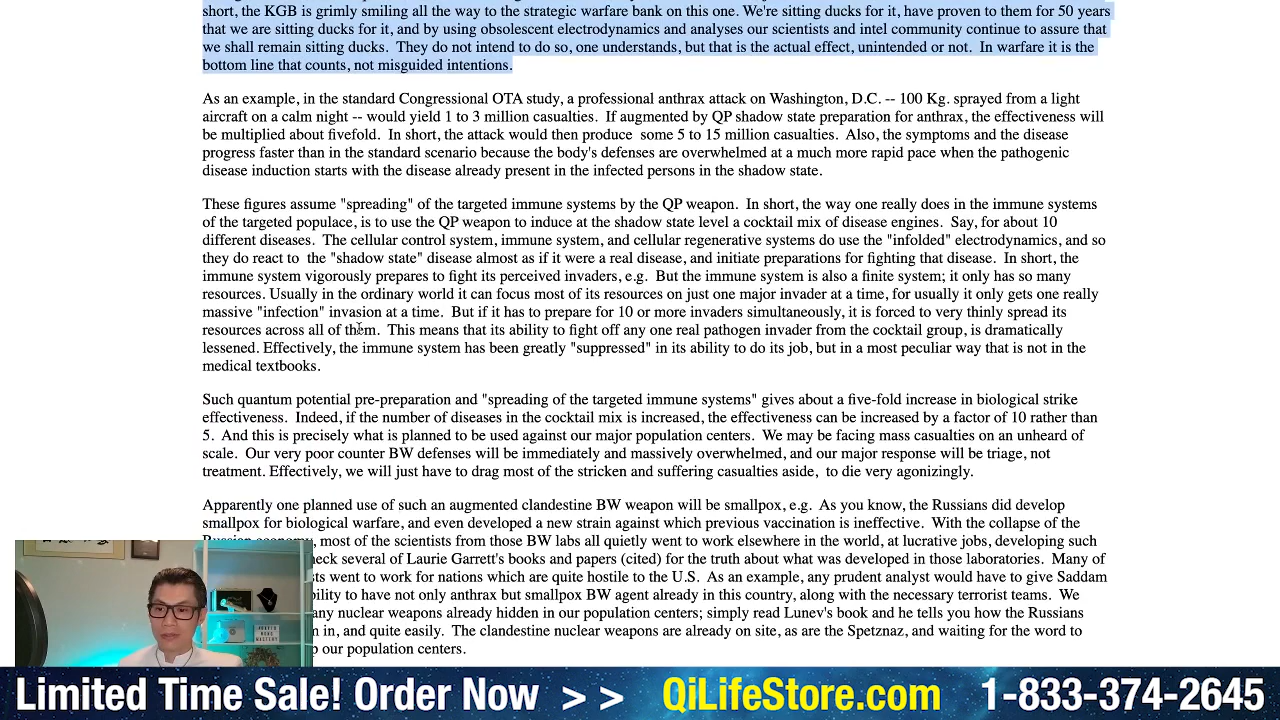 short, the KGB is grimly smiling all the way to the strategic warfare bank on this one. We're sitting ducks for it, have proven to them for 50 years
that we are sitting ducks for it, and by using obsolescent electrodynamics and analyses our scientists and intel community continue to assure that
we shall remain sitting ducks. They do not intend to do so, one understands, but that is the actual effect, unintended or not. In warfare it is the
bottom line that counts, not misguided intentions.
As an example, in the standard Congressional OTA study, a professional anthrax attack on Washington, D.C. -- 100 Kg. sprayed from a light
aircraft on a calm night -- would yield 1 to 3 million casualties. If augmented by QP shadow state preparation for anthrax, the effectiveness will
be multiplied about fivefold. In short, the attack would then produce some 5 to 15 million casualties. Also, the symptoms and the disease
progress faster than in the standard scenario because the body's defenses are overwhelmed at a much more rapid pace when the pathogenic
disease induction starts with the disease already present in the infected persons in the shadow state.
These figures assume "spreading" of the targeted immune systems by the QP weapon. In short, the way one really does in the immune systems
of the targeted populace, is to use the QP weapon to induce at the shadow state level a cocktail mix of disease engines. Say, for about 10
different diseases. The cellular control system, immune system, and cellular regenerative systems do use the "infolded" electrodynamics, and so
they do react to the "shadow state" disease almost as if it were a real disease, and initiate preparations for fighting that disease. In short, the
immune system vigorously prepares to fight its perceived invaders, e.g. But the immune system is also a finite system; it only has so many
resources. Usually in the ordinary world it can focus most of its resources on just one major invader at a time, for usually it only gets one really
massive "infection" invasion at a time. But if it has to prepare for 10 or more invaders simultaneously, it is forced to very thinly spread its
resources across all of them. This means that its ability to fight off any one real pathogen invader from the cocktail group, is dramatically
lessened. Effectively, the immune system has been greatly "suppressed" in its ability to do its job, but in a most peculiar way that is not in the
medical textbooks.
Such quantum potential pre-preparation and "spreading of the targeted immune systems" gives about a five-fold increase in biological strike
effectiveness. Indeed, if the number of diseases in the cocktail mix is increased, the effectiveness can be increased by a factor of 10 rather than
5. And this is precisely what is planned to be used against our major population centers. We may be facing mass casualties on an unheard of
scale. Our very poor counter BW defenses will be immediately and massively overwhelmed, and our major response will be triage, not
treatment. Effectively, we will just have to drag most of the stricken and suffering casualties aside, to die very agonizingly.
Apparently one planned use of such an augmented clandestine BW weapon will be smallpox, e.g. As you know, the Russians did develop
smallpox for biological warfare, and even developed a new strain against which previous vaccination is ineffective. With the collapse of the
Russian economy, most of the scientists from those BW labs all quietly went to work elsewhere in the world, at lucrative jobs, developing such
several of Laurie Garrett's books and papers (cited) for the truth about what was developed in those laboratories. Many of
went to work for nations which are quite hostile to the U.S. As an example, any prudent analyst would have to give Saddam
to have not only anthrax but smallpox BW agent already in this country, along with the necessary terrorist teams. We
nuclear weapons already hidden in our population centers; simply read Lunev's book and he tells you how the Russians
in, and quite easily. The clandestine nuclear weapons are already on site, as are the Spetznaz, and waiting for the word to
our population centers.
Limited Time Sale! Order Now > > QiLifeStore.com 1-833-374-2645